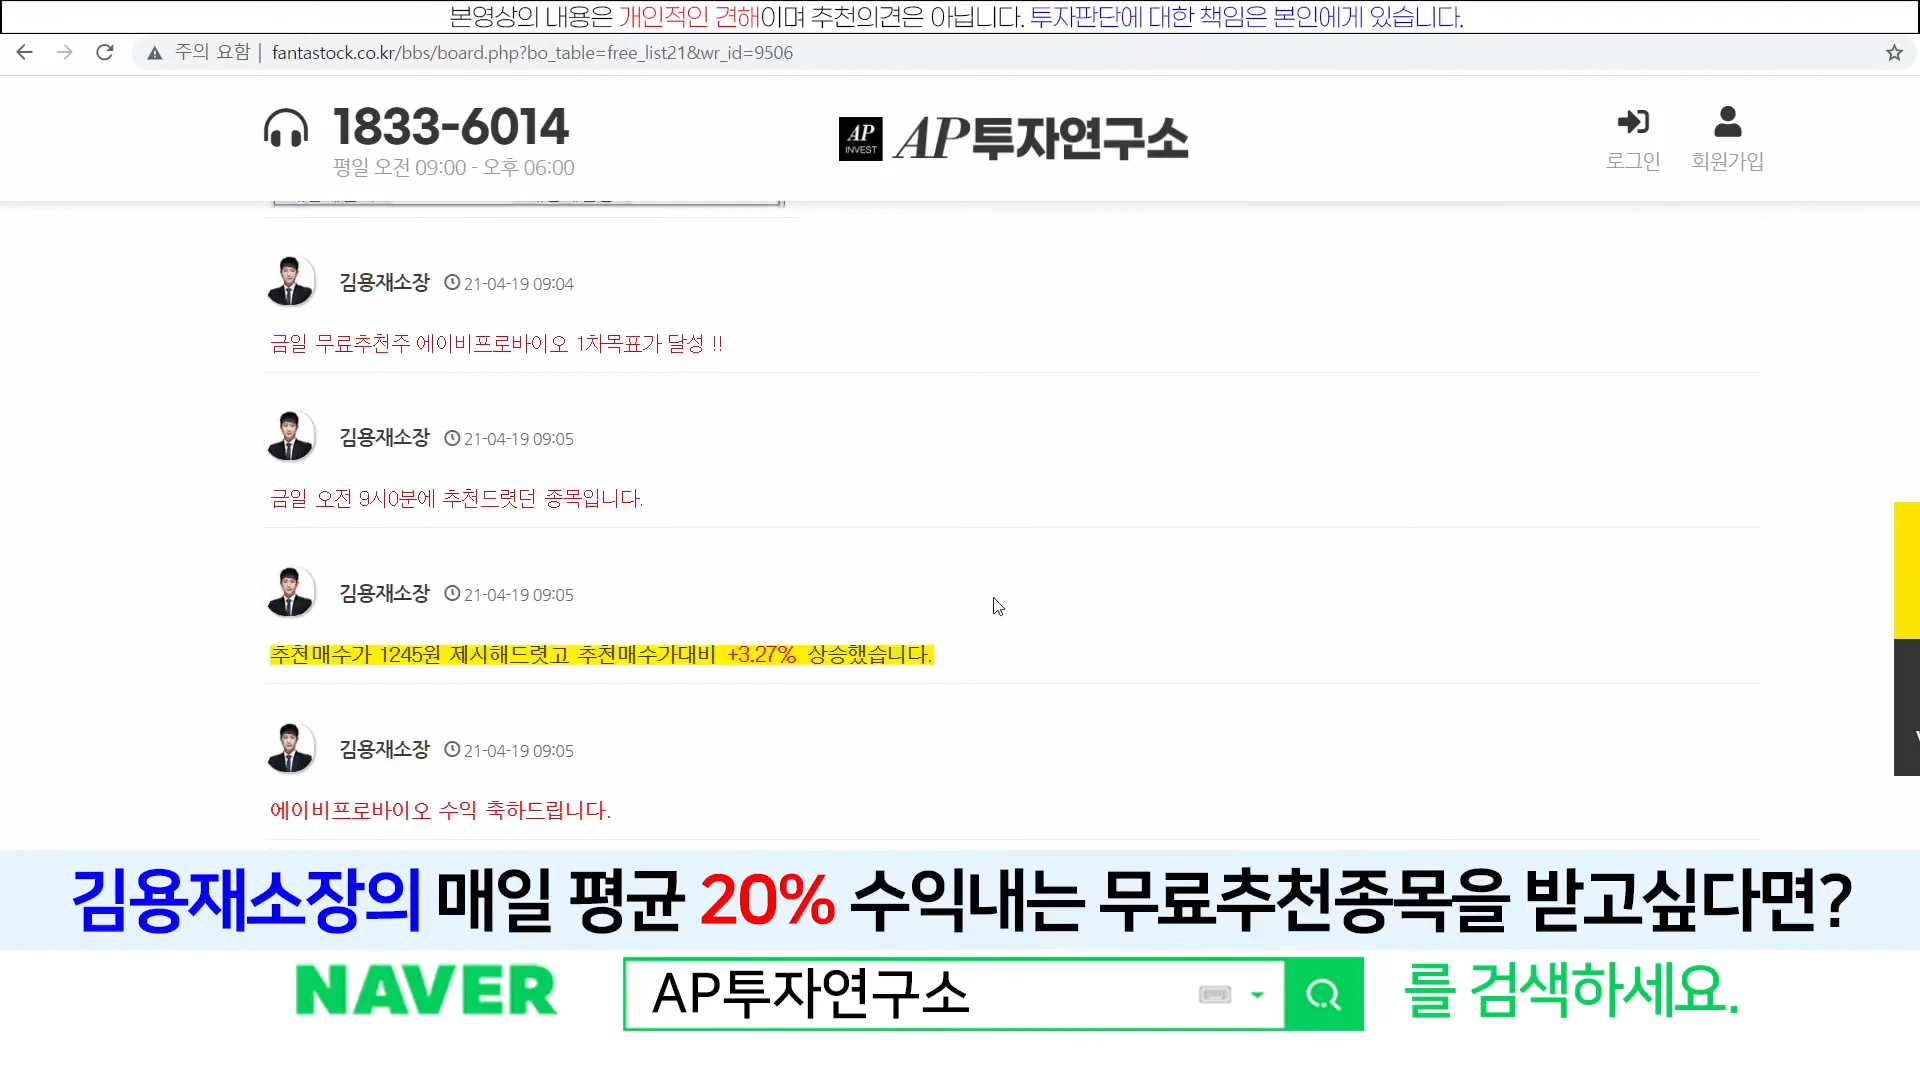 본영상의 내용은 개인적인 견해이며 추천의견은 아닙니다. 투자판단에 대한 책임은 본인에게 있습니다.
주의 요함 | fantastock.co.kr/bbs/board.php?bo_table=free_list21&wr_id=9506
1833-6014
평일 오전 09:00 - 오후 06:00
AP INVEST AP투자연구소
로그인 회원가입
김용재소장 21-04-19 09:04
금일 무료추천주 에이비프로바이오 1차목표가 달성 !!
김용재소장 21-04-19 09:05
금일 오전 9시0분에 추천드렷던 종목입니다.
김용재소장 21-04-19 09:05
추천매수가 1245원 제시해드렷고 추천매수가대비 +3.27% 상승했습니다.
김용재소장 21-04-19 09:05
에이비프로바이오 수익 축하드립니다.
김용재소장의 매일 평균 20% 수익내는 무료추천종목을 받고싶다면?
NAVER AP투자연구소 를 검색하세요.